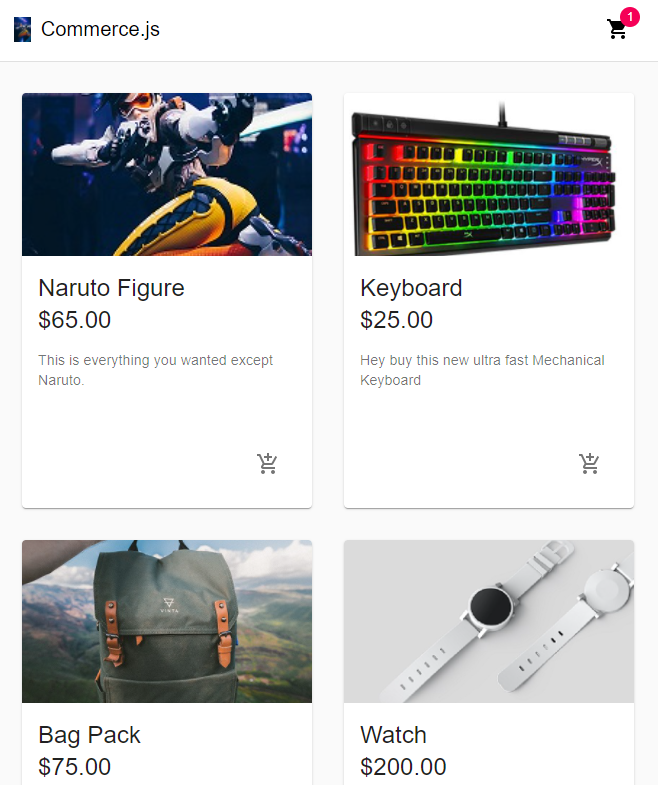 Commerce.js
1
Naruto Figure
$65.00
This is everything you wanted except
Naruto.
Keyboard
$25.00
Hey buy this new ultra fast Mechanical
Keyboard
VINTA
Bag Pack
$75.00
Watch
$200.00